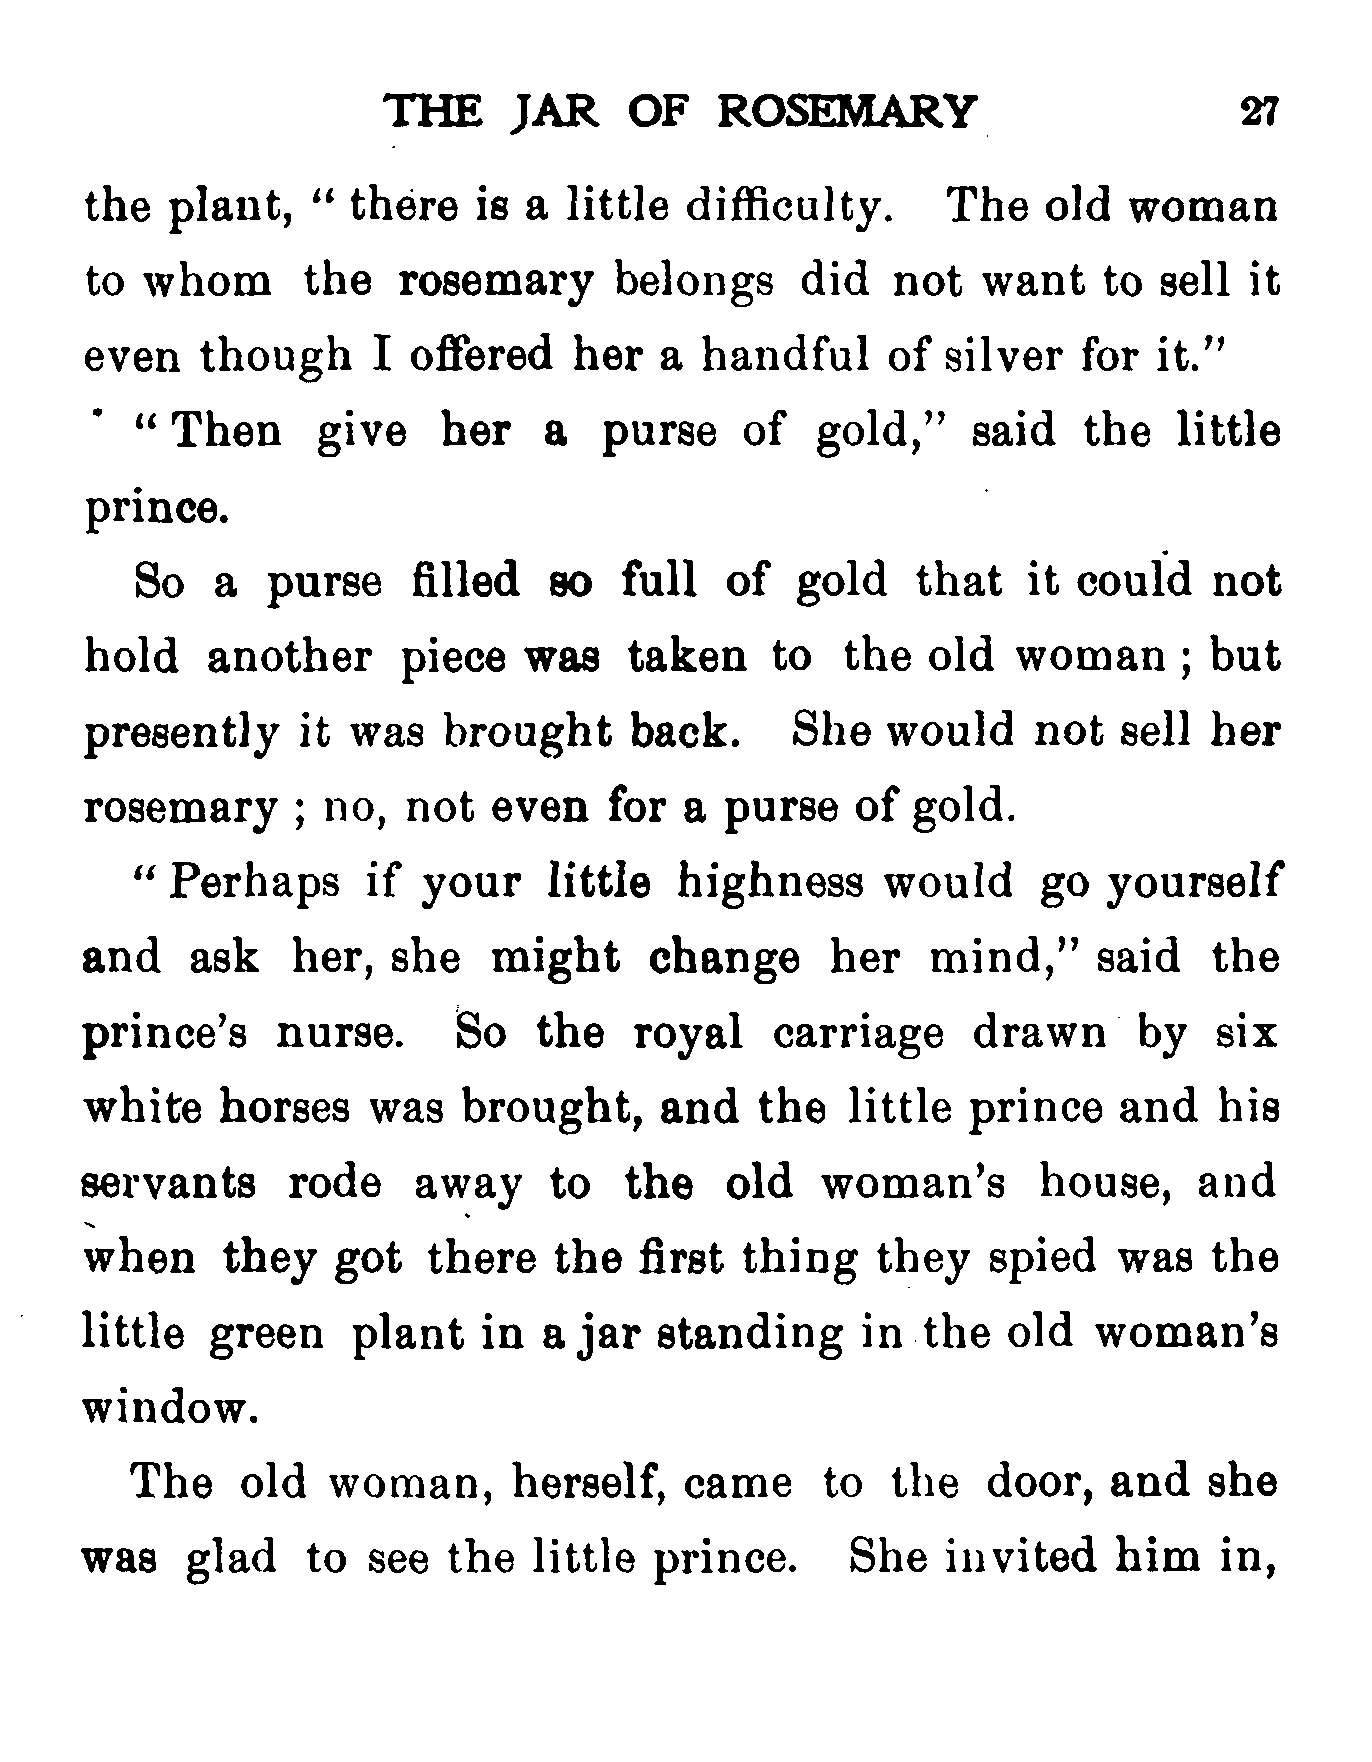 THE JAR OF ROSEMARY 27
the plant, “ there is a little difficulty. The old woman
to whom the rosemary belongs did not want to sell it
even though I offered her a handful of silver for it.”
“ Then give her a purse of gold,” said the little
prince.
So a purse filled so full of gold that it could not
hold another piece was taken to the old woman ; but
presently it was brought back. She would not sell her
rosemary ; no, not even for a purse of gold.
“ Perhaps if your little highness would go yourself
and ask her, she might change her mind,” said the
prince’s nurse. So the royal carriage drawn by six
white horses was brought, and the little prince and his
servants rode away to the old woman’s house, and
when they got there the first thing they spied was the
little green plant in a jar standing in the old woman’s
window.
The old woman, herself, came to the door, and she
was glad to see the little prince. She invited him in,